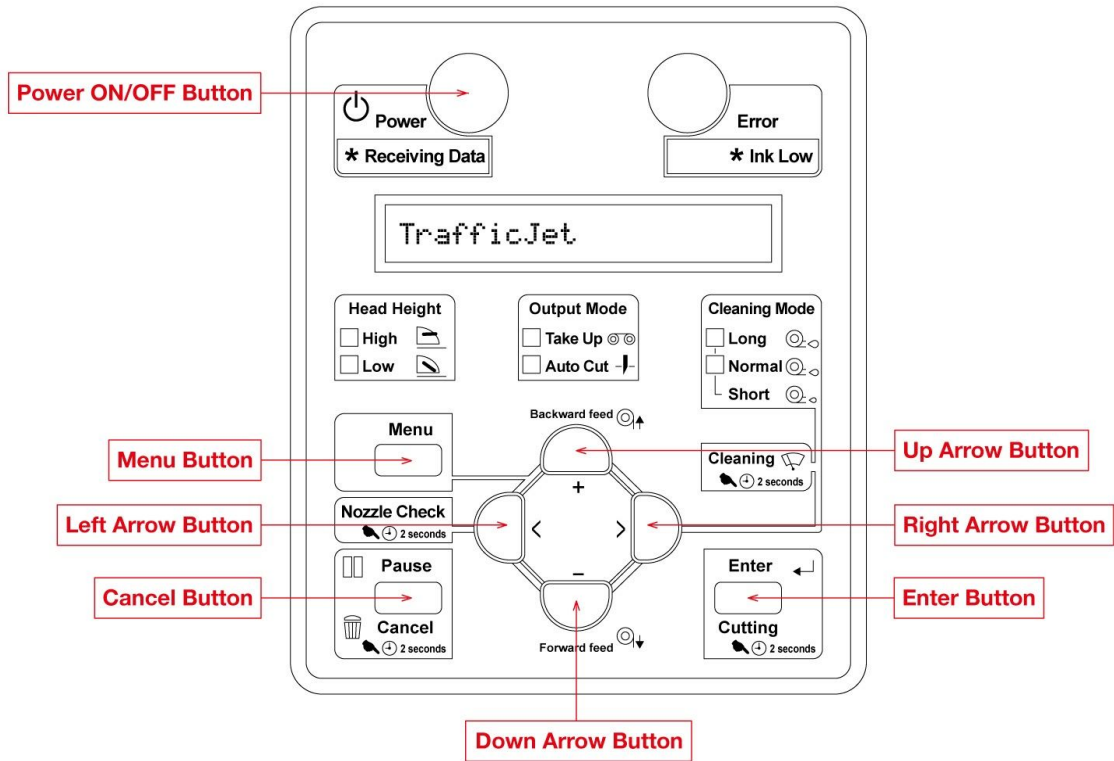 Power ON/OFF Button
Power
* Receiving Data
Error
* Ink Low
TrafficJet
Head Height
High
Low
Output Mode
Take Up
Auto Cut
Cleaning Mode
Long
Normal
Short
Backward feed
Menu
Menu Button
Up Arrow Button
Cleaning
2 seconds
+
Left Arrow Button
Nozzle Check
2 seconds
< >
Right Arrow Button
Pause
Cancel Button
Cancel
2 seconds
–
Forward feed
Enter
Enter Button
Cutting
2 seconds
Down Arrow Button